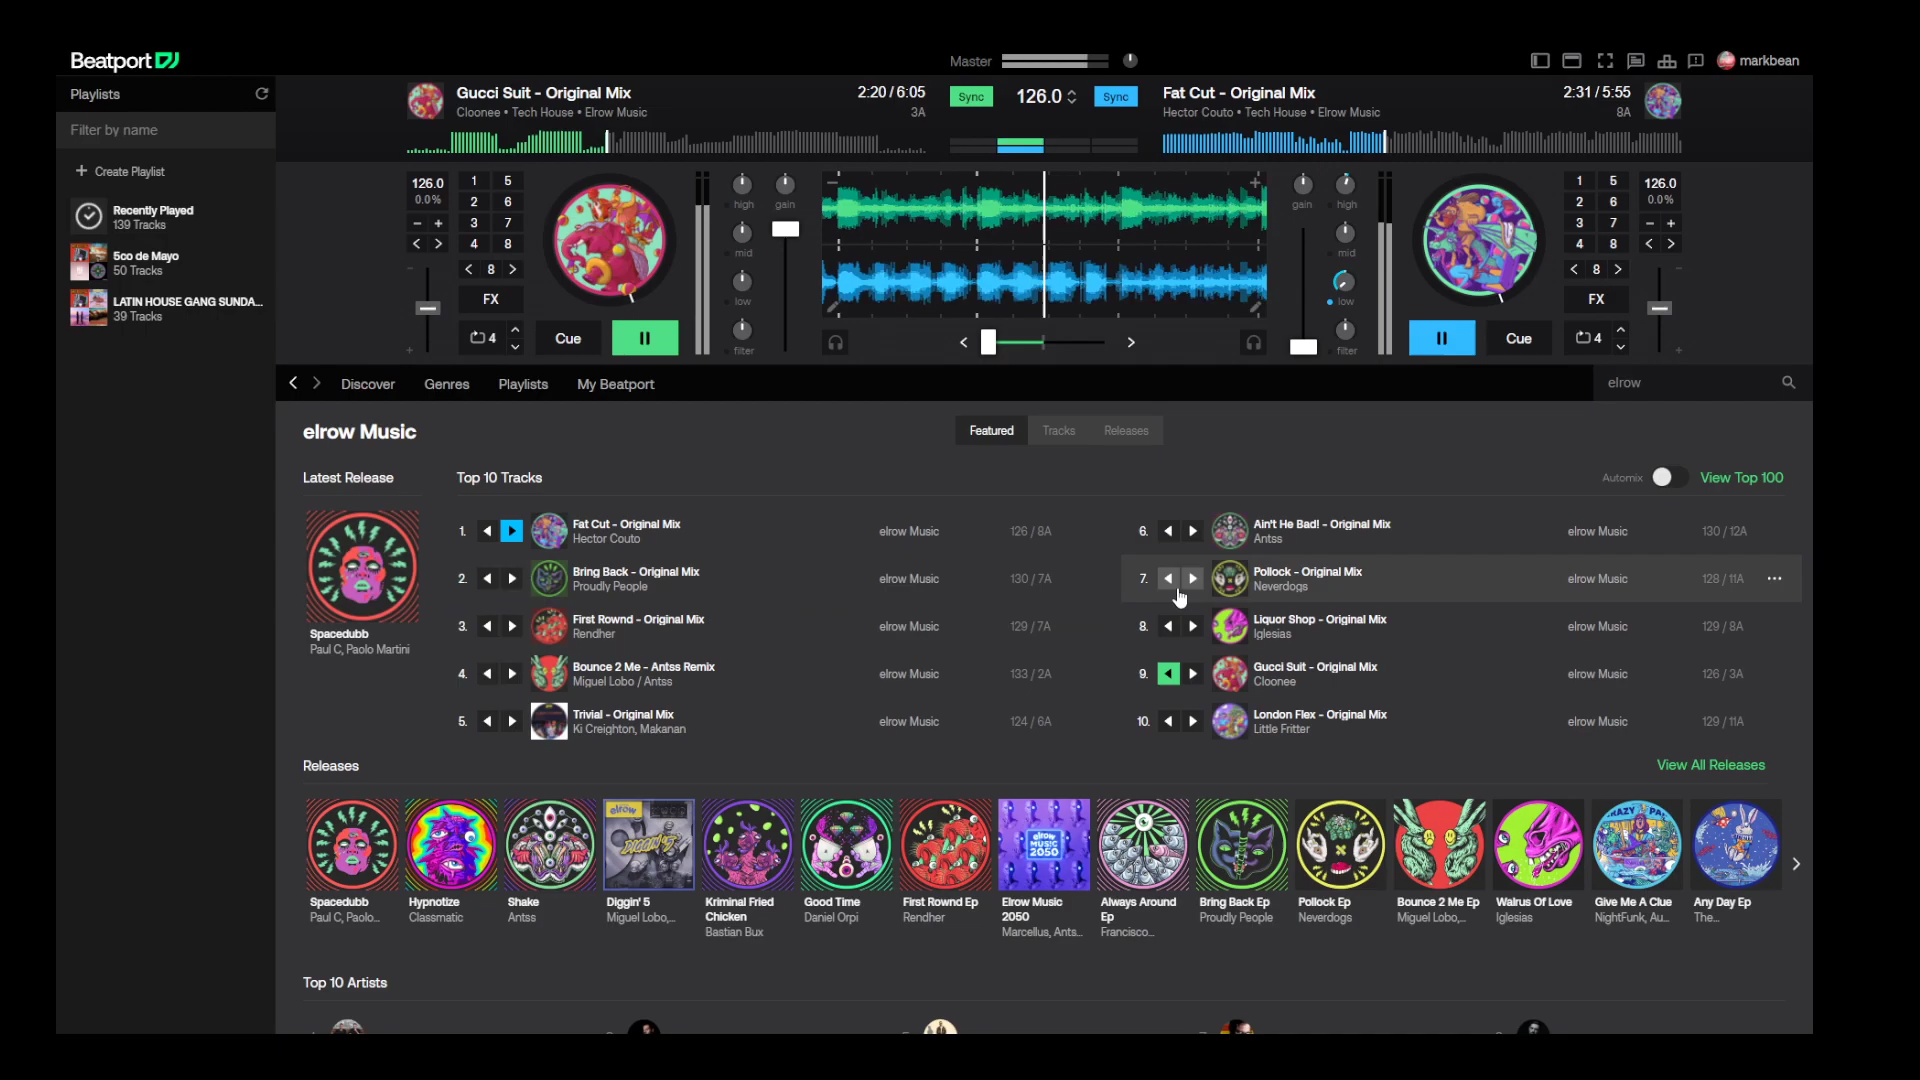 Beatport DJ
Master
markbean
Playlists
Filter by name
Create Playlist
Recently Played
139 Tracks
5co de Mayo
50 Tracks
LATIN HOUSE GANG SUNDA...
39 Tracks
Gucci Suit - Original Mix
2:20 / 6:05
Cloonee • Tech House • Elrow Music
3A
Sync
126.0
Sync
Fat Cut - Original Mix
2:31 / 5:55
Hector Couto • Tech House • Elrow Music
8A
126.0
0.0%
1 5
2 6
3 7
4 8
< 8 >
FX
4
Cue
high
mid
low
filter
gain
gain
high
mid
low
filter
1 5
2 6
3 7
4 8
126.0
0.0%
< 8 >
FX
Cue
4
Discover
Genres
Playlists
My Beatport
elrow
elrow Music
Featured
Tracks
Releases
Latest Release
Spacedubb
Paul C, Paolo Martini
Top 10 Tracks
Automix
View Top 100
1.
Fat Cut - Original Mix
Hector Couto
elrow Music
126 / 8A
2.
Bring Back - Original Mix
Proudly People
elrow Music
130 / 7A
3.
First Rownd - Original Mix
Rendher
elrow Music
129 / 7A
4.
Bounce 2 Me - Antss Remix
Miguel Lobo / Antss
elrow Music
133 / 2A
5.
Trivial - Original Mix
Ki Creighton, Makanan
elrow Music
124 / 6A
6.
Ain't He Bad! - Original Mix
Antss
elrow Music
130 / 12A
7.
Pollock - Original Mix
Neverdogs
elrow Music
128 / 11A
8.
Liquor Shop - Original Mix
Iglesias
elrow Music
129 / 8A
9.
Gucci Suit - Original Mix
Cloonee
elrow Music
126 / 3A
10.
London Flex - Original Mix
Little Fritter
elrow Music
129 / 11A
Releases
View All Releases
elrow
DIGGIN'5
elrow
MUSIC
2050
Spacedubb
Paul C, Paolo...
Hypnotize
Classmatic
Shake
Antss
Diggin' 5
Miguel Lobo,...
Kriminal Fried
Chicken
Bastian Bux
Good Time
Daniel Orpi
First Rownd Ep
Rendher
Elrow Music
2050
Marcellus, Ants...
Always Around
Ep
Francisco...
Bring Back Ep
Proudly People
Pollock Ep
Neverdogs
Bounce 2 Me Ep
Miguel Lobo,...
Walrus Of Love
Iglesias
Give Me A Clue
NightFunk, Au...
Any Day Ep
The...
Top 10 Artists